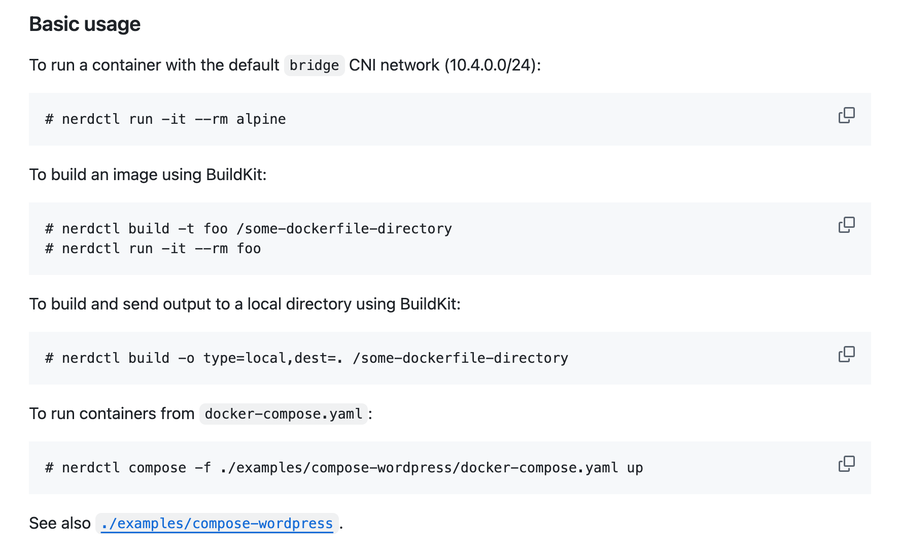 Basic usage
To run a container with the default bridge CNI network (10.4.0.0/24):
# nerdctl run -it --rm alpine
To build an image using BuildKit:
# nerdctl build -t foo /some-dockerfile-directory
# nerdctl run -it --rm foo
To build and send output to a local directory using BuildKit:
# nerdctl build -o type=local,dest=. /some-dockerfile-directory
To run containers from docker-compose.yaml:
# nerdctl compose -f ./examples/compose-wordpress/docker-compose.yaml up
See also ./examples/compose-wordpress.